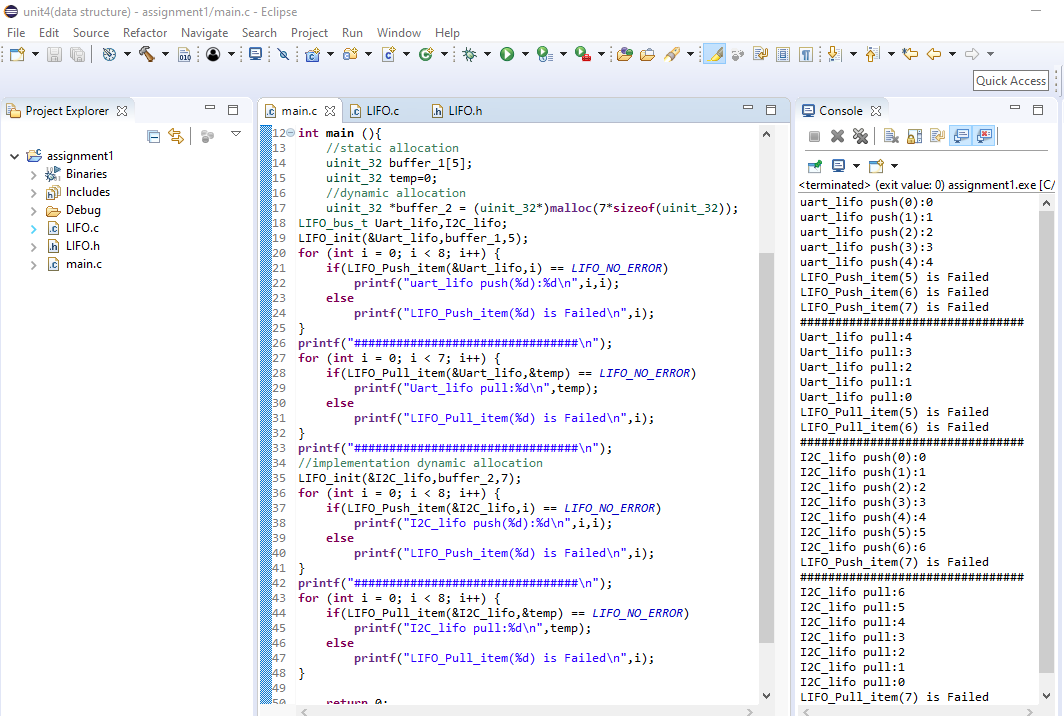 unit4(data structure) - assignment1/main.c - Eclipse
File Edit Source Refactor Navigate Search Project Run Window Help
010
Quick Access
Project Explorer
assignment1
Binaries
Includes
Debug
LIFO.c
LIFO.h
main.c
main.c LIFO.c LIFO.h
12 int main (){
13 //static allocation
14 uinit_32 buffer_1[5];
15 uinit_32 temp=0;
16 //dynamic allocation
17 uinit_32 *buffer_2 = (uinit_32*)malloc(7*sizeof(uinit_32));
18 LIFO_bus_t Uart_lifo,I2C_lifo;
19 LIFO_init(&Uart_lifo,buffer_1,5);
20 for (int i = 0; i < 8; i++) {
21 if(LIFO_Push_item(&Uart_lifo,i) == LIFO_NO_ERROR)
22 printf("uart_lifo push(%d):%d\n",i,i);
23 else
24 printf("LIFO_Push_item(%d) is Failed\n",i);
25 }
26 printf("################################\n");
27 for (int i = 0; i < 7; i++) {
28 if(LIFO_Pull_item(&Uart_lifo,&temp) == LIFO_NO_ERROR)
29 printf("Uart_lifo pull:%d\n",temp);
30 else
31 printf("LIFO_Pull_item(%d) is Failed\n",i);
32 }
33 printf("################################\n");
34 //implementation dynamic allocation
35 LIFO_init(&I2C_lifo,buffer_2,7);
36 for (int i = 0; i < 8; i++) {
37 if(LIFO_Push_item(&I2C_lifo,i) == LIFO_NO_ERROR)
38 printf("I2C_lifo push(%d):%d\n",i,i);
39 else
40 printf("LIFO_Push_item(%d) is Failed\n",i);
41 }
42 printf("################################\n");
43 for (int i = 0; i < 8; i++) {
44 if(LIFO_Pull_item(&I2C_lifo,&temp) == LIFO_NO_ERROR)
45 printf("I2C_lifo pull:%d\n",temp);
46 else
47 printf("LIFO_Pull_item(%d) is Failed\n",i);
48 }
49
50 return 0;
Console
<terminated> (exit value: 0) assignment1.exe [C/
uart_lifo push(0):0
uart_lifo push(1):1
uart_lifo push(2):2
uart_lifo push(3):3
uart_lifo push(4):4
LIFO_Push_item(5) is Failed
LIFO_Push_item(6) is Failed
LIFO_Push_item(7) is Failed
################################
Uart_lifo pull:4
Uart_lifo pull:3
Uart_lifo pull:2
Uart_lifo pull:1
Uart_lifo pull:0
LIFO_Pull_item(5) is Failed
LIFO_Pull_item(6) is Failed
################################
I2C_lifo push(0):0
I2C_lifo push(1):1
I2C_lifo push(2):2
I2C_lifo push(3):3
I2C_lifo push(4):4
I2C_lifo push(5):5
I2C_lifo push(6):6
LIFO_Push_item(7) is Failed
################################
I2C_lifo pull:6
I2C_lifo pull:5
I2C_lifo pull:4
I2C_lifo pull:3
I2C_lifo pull:2
I2C_lifo pull:1
I2C_lifo pull:0
LIFO_Pull_item(7) is Failed